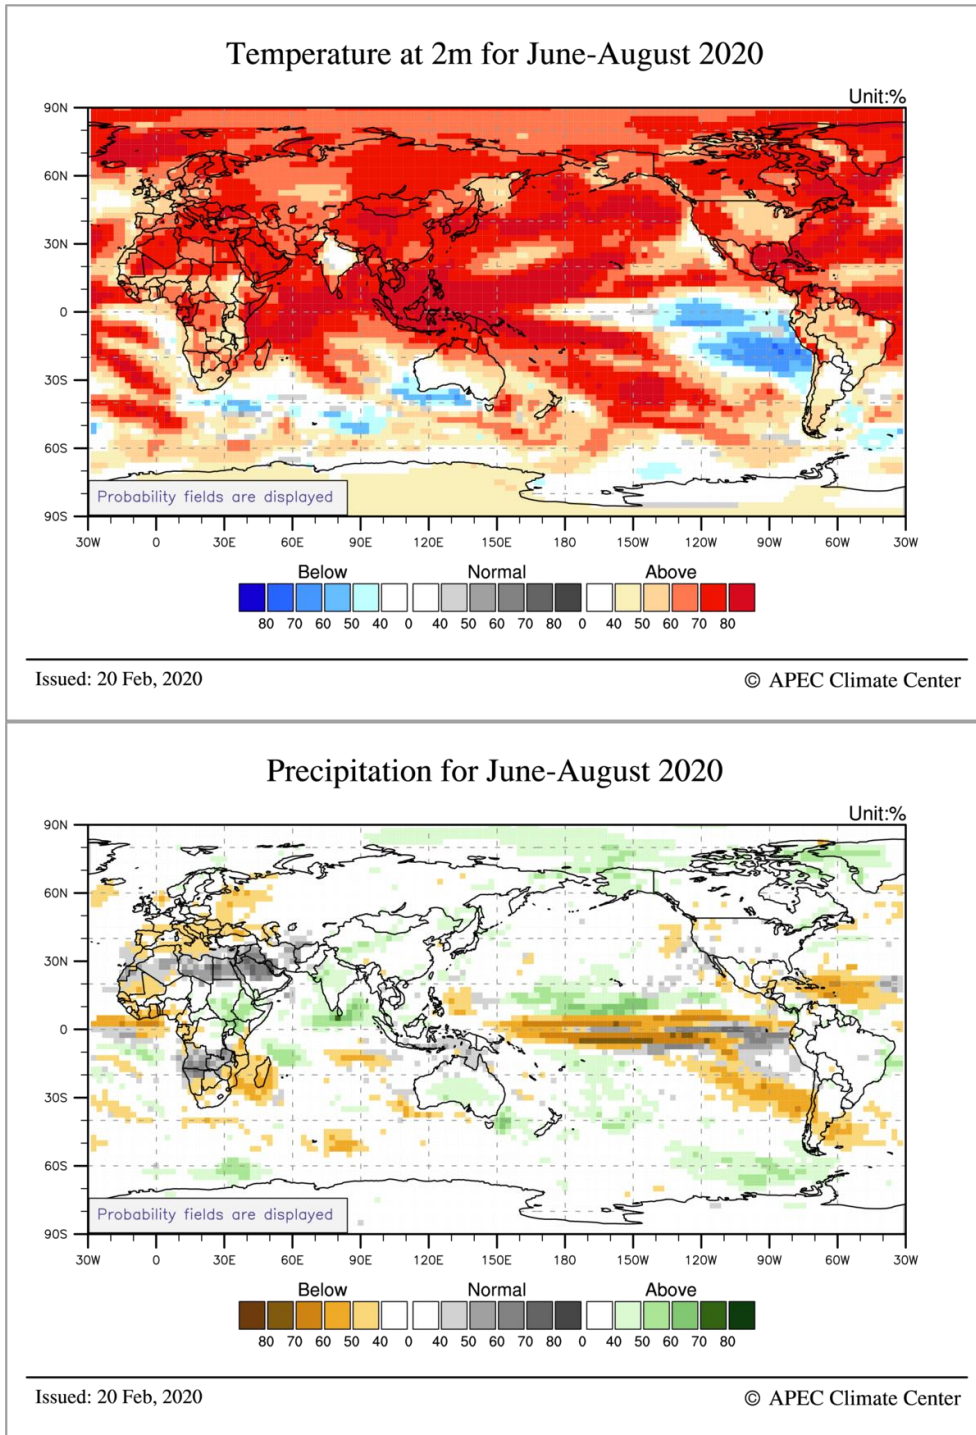 Temperature at 2m for June-August 2020
Unit:%
90N
60N
30N
0
30S
60S
90S
Probability fields are displayed
30W 0 30E 60E 90E 120E 150E 180 150W 120W 90W 60W 30W
Below Normal Above
80 70 60 50 40 0 40 50 60 70 80 0 40 50 60 70 80
Issued: 20 Feb, 2020 © APEC Climate Center
Precipitation for June-August 2020
Unit:%
90N
60N
30N
0
30S
60S
90S
Probability fields are displayed
30W 0 30E 60E 90E 120E 150E 180 150W 120W 90W 60W 30W
Below Normal Above
80 70 60 50 40 0 40 50 60 70 80 0 40 50 60 70 80
Issued: 20 Feb, 2020 © APEC Climate Center